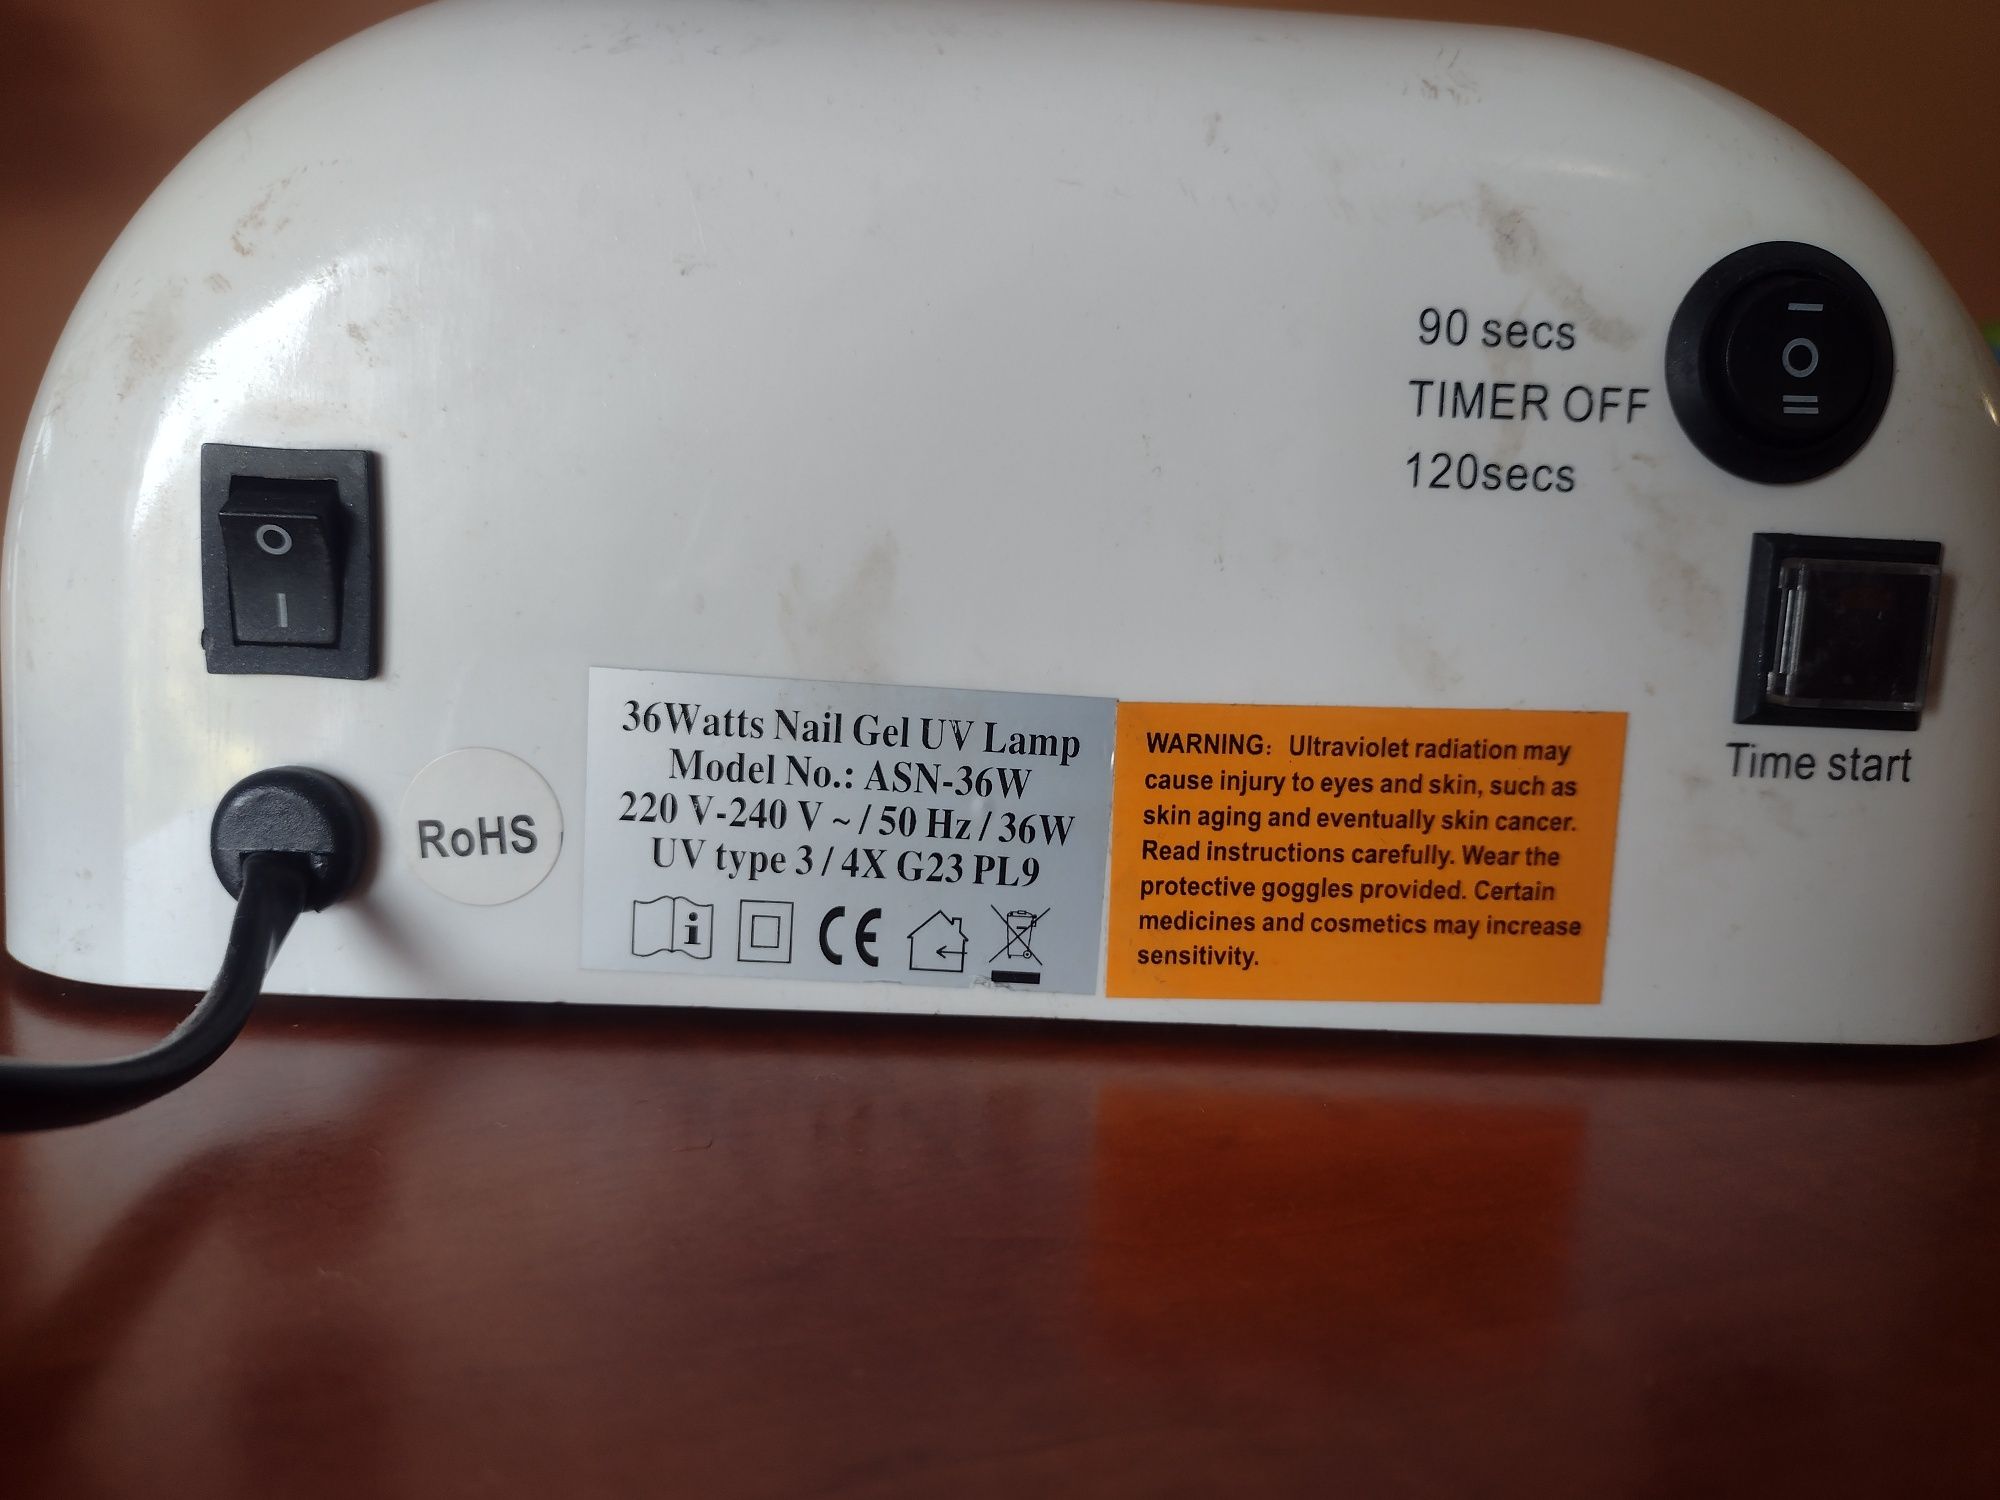 90 secs
TIMER OFF
120secs
I
O
II
O
I
Time start
RoHS
36Watts Nail Gel UV Lamp
Model No.: ASN-36W
220 V-240 V ~ / 50 Hz / 36W
UV type 3 / 4X G23 PL9
i
CE
WARNING: Ultraviolet radiation may
cause injury to eyes and skin, such as
skin aging and eventually skin cancer.
Read instructions carefully. Wear the
protective goggles provided. Certain
medicines and cosmetics may increase
sensitivity.